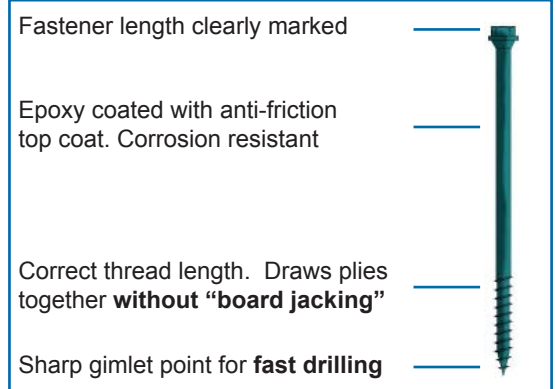 Fastener length clearly marked
Epoxy coated with anti-friction
top coat. Corrosion resistant
Correct thread length.  Draws plies
together without “board jacking”
Sharp gimlet point for fast drilling